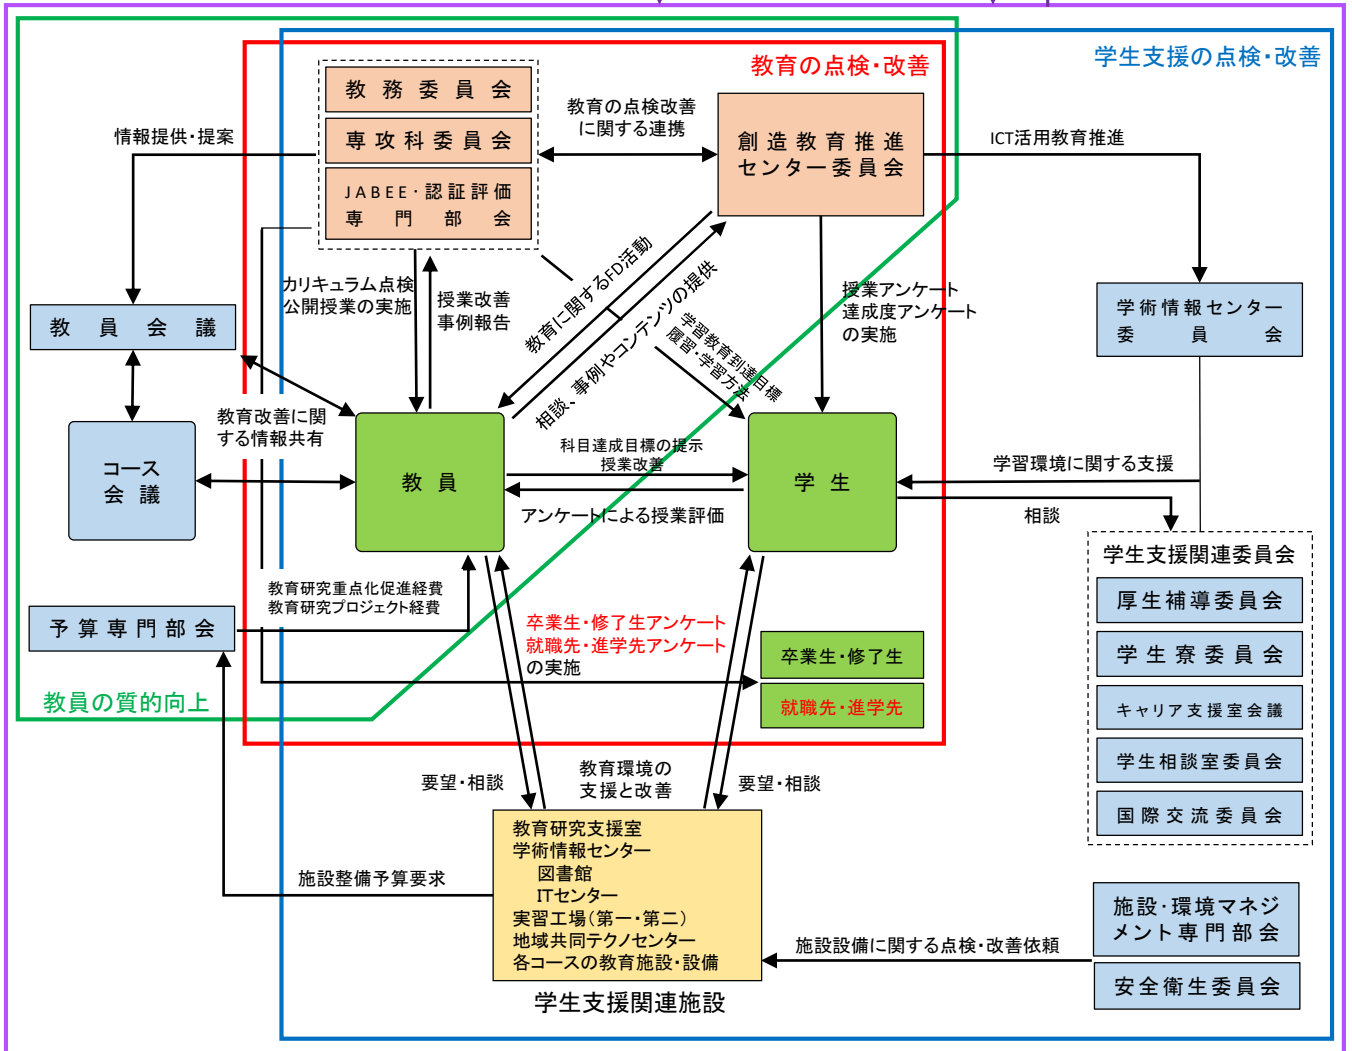 教育の点検・改善
学生支援の点検・改善
教務委員会
専攻科委員会
JABEE・認証評価
専門部会
教育の点検改善
に関する連携
創造教育推進
センター委員会
情報提供・提案
ICT活用教育推進
カリキュラム点検
公開授業の実施
授業改善
事例報告
教育に関するFD活動
相談、事例やコンテンツの提供
学習教育到達目標
履習・学習方法
授業アンケート
達成度アンケート
の実施
教員会議
学術情報センター
委員会
教育改善に関
する情報共有
コース
会議
教員
科目達成目標の提示
授業改善
アンケートによる授業評価
学生
学習環境に関する支援
相談
学生支援関連委員会
厚生補導委員会
学生寮委員会
キャリア支援室会議
学生相談室委員会
国際交流委員会
教育研究重点化促進経費
教育研究プロジェクト経費
予算専門部会
卒業生・修了生アンケート
就職先・進学先アンケート
の実施
卒業生・修了生
就職先・進学先
教員の質的向上
要望・相談
教育環境の
支援と改善
要望・相談
教育研究支援室
学術情報センター
図書館
ITセンター
実習工場(第一・第二)
地域共同テクノセンター
各コースの教育施設・設備
学生支援関連施設
施設整備予算要求
施設設備に関する点検・改善依頼
施設・環境マネジ
メント専門部会
安全衛生委員会